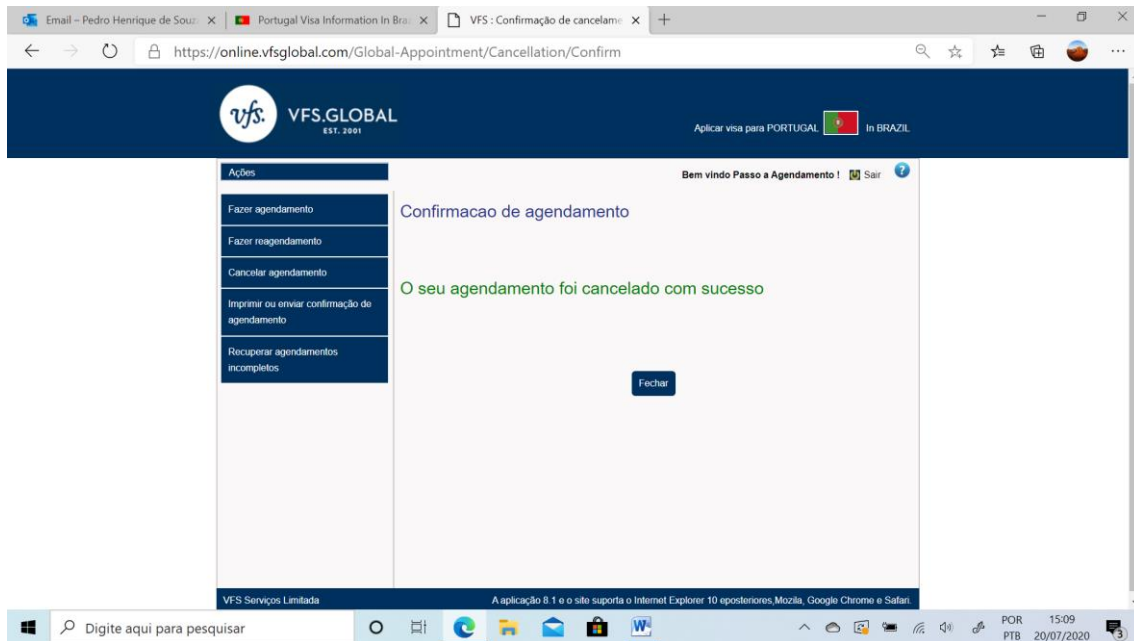 Email – Pedro Henrique de Souz
Portugal Visa Information In Braz
VFS : Confirmação de cancelame
https://online.vfsglobal.com/Global-Appointment/Cancellation/Confirm
vfs.
VFS.GLOBAL
EST. 2001
Aplicar visa para PORTUGAL In BRAZIL
Ações
Bem vindo Passo a Agendamento ! Sair ?
Fazer agendamento
Confirmacao de agendamento
Fazer reagendamento
Cancelar agendamento
O seu agendamento foi cancelado com sucesso
Imprimir ou enviar confirmação de
agendamento
Recuperar agendamentos
incompletos
Fechar
VFS Serviços Limitada
A aplicação 8.1 e o site suporta o Internet Explorer 10 eposteriores,Mozila, Google Chrome e Safari.
Digite aqui para pesquisar
W
POR
PTB
15:09
20/07/2020
3